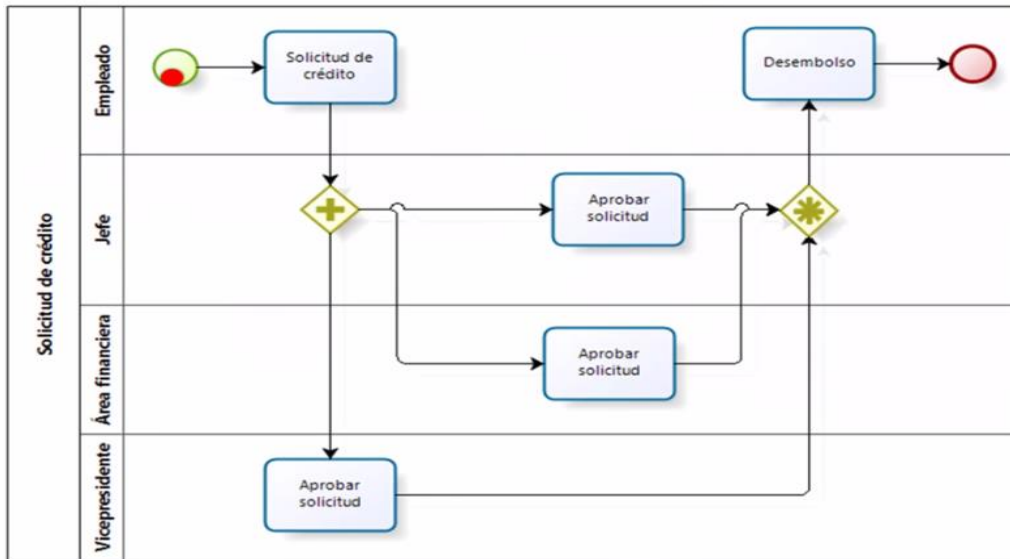 Solicitud de crédito
Empleado
Solicitud de
crédito
Desembolso
Jefe
Aprobar
solicitud
Área financiera
Aprobar
solicitud
Vicepresidente
Aprobar
solicitud